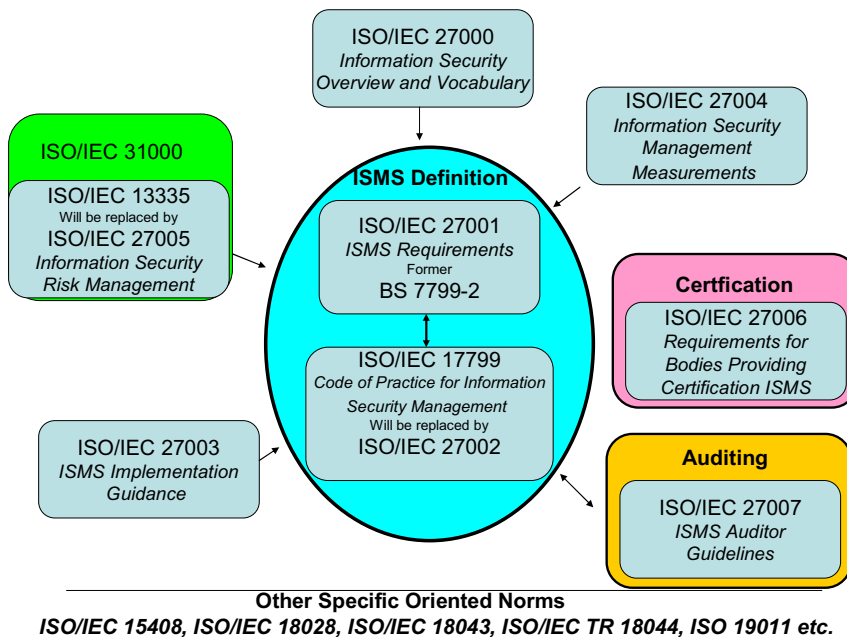 ISO/IEC 27000
Information Security
Overview and Vocabulary
ISO/IEC 27004
Information Security
Management
Measurements
ISO/IEC 31000
ISO/IEC 13335
Will be replaced by
ISO/IEC 27005
Information Security
Risk Management
ISMS Definition
ISO/IEC 27001
ISMS Requirements
Former
BS 7799-2
ISO/IEC 17799
Code of Practice for Information
Security Management
Will be replaced by
ISO/IEC 27002
Certfication
ISO/IEC 27006
Requirements for
Bodies Providing
Certification ISMS
ISO/IEC 27003
ISMS Implementation
Guidance
Auditing
ISO/IEC 27007
ISMS Auditor
Guidelines
Other Specific Oriented Norms
ISO/IEC 15408, ISO/IEC 18028, ISO/IEC 18043, ISO/IEC TR 18044, ISO 19011 etc.